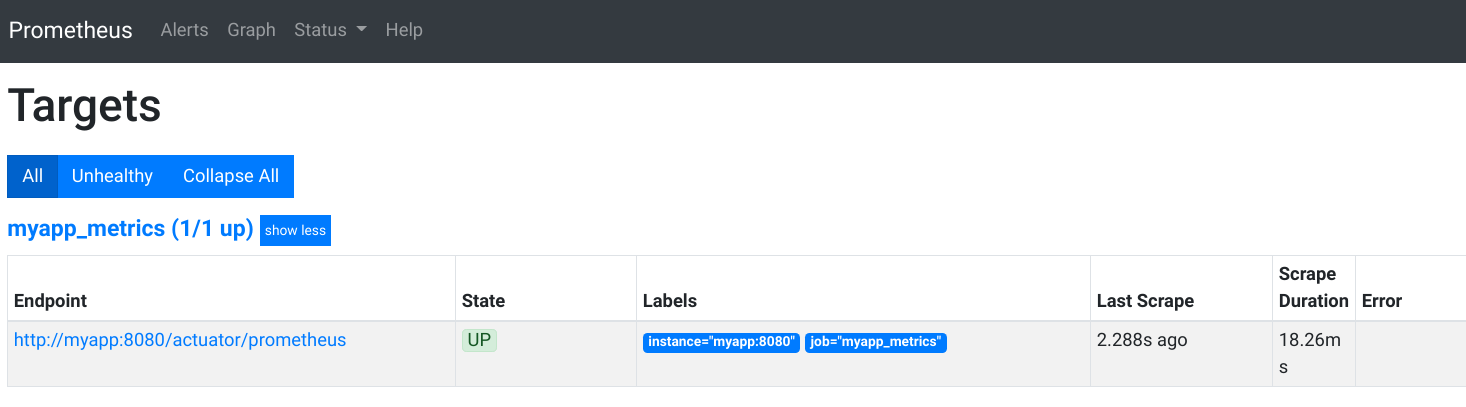 Prometheus Alerts Graph Status Help
Targets
All Unhealthy Collapse All
myapp_metrics (1/1 up) show less
Endpoint State Labels Last Scrape Scrape Duration Error
http://myapp:8080/actuator/prometheus UP instance="myapp:8080" job="myapp_metrics" 2.288s ago 18.26m
s